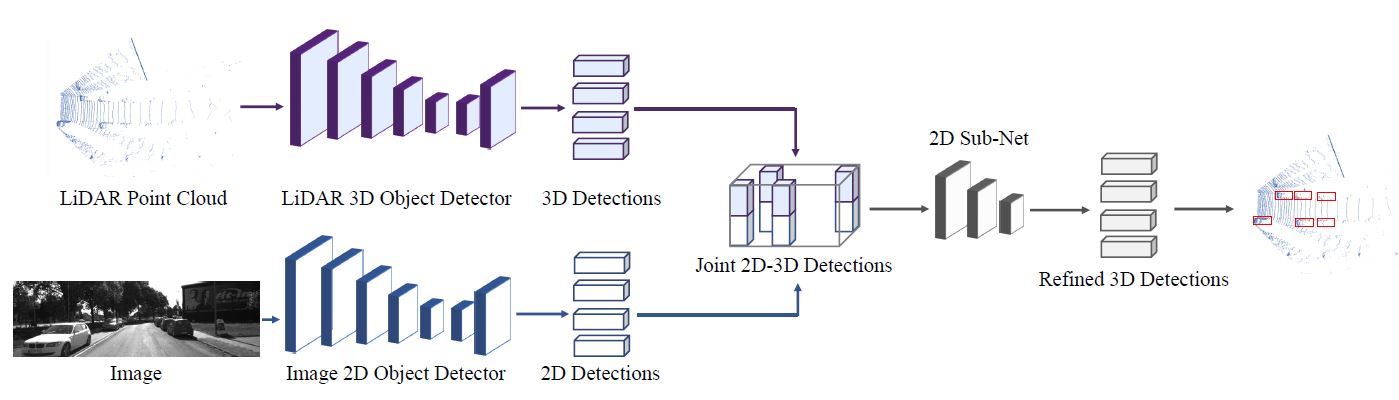 LiDAR Point Cloud
LiDAR 3D Object Detector
3D Detections
Image
Image 2D Object Detector
2D Detections
Joint 2D-3D Detections
2D Sub-Net
Refined 3D Detections